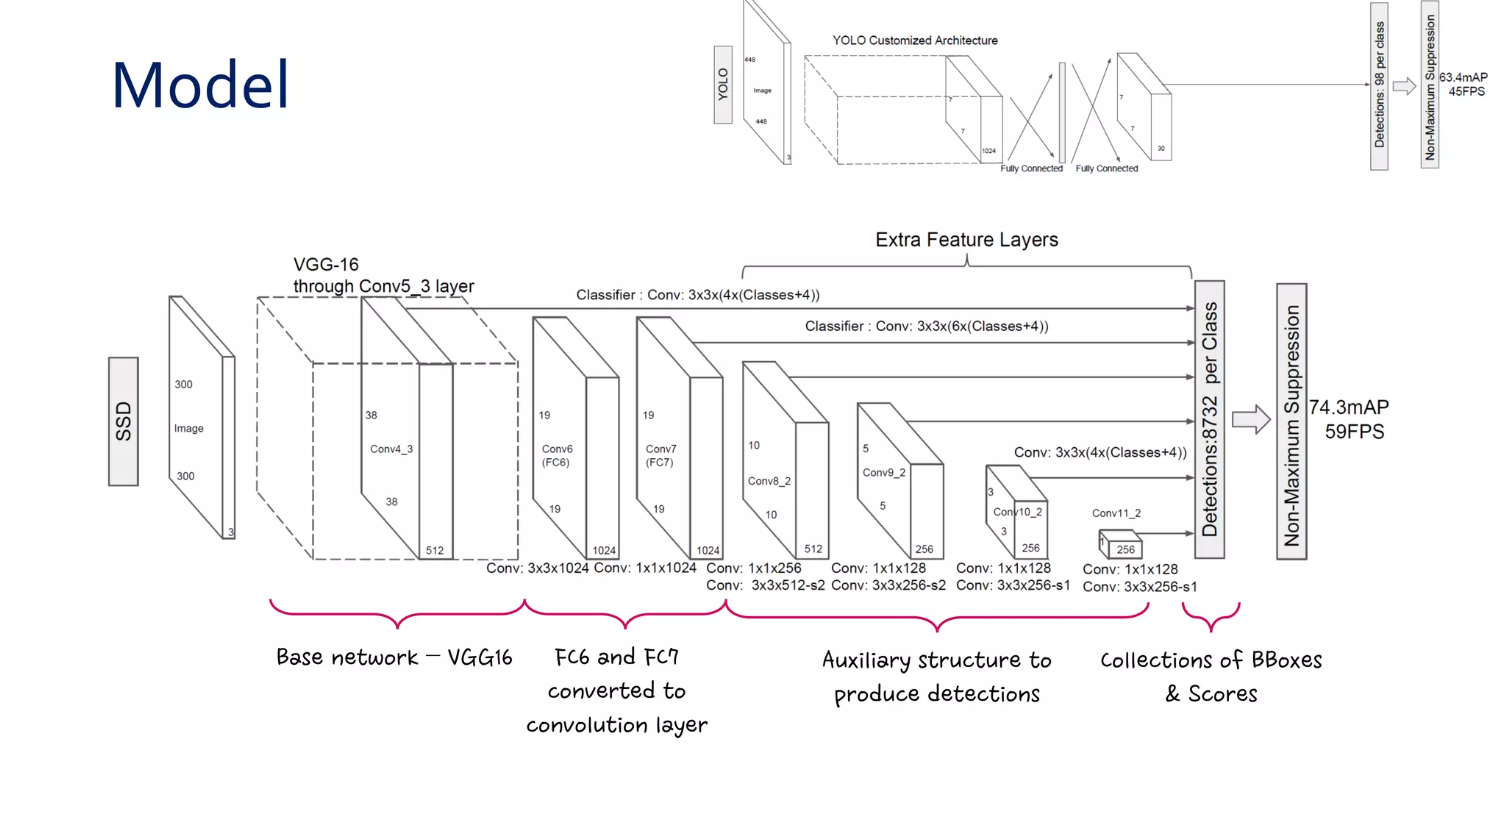 Model
YOLO Customized Architecture
YOLO
448
Image
448
3
7
7
1024
Fully Connected
Fully Connected
7
7
30
Detections: 98 per class
Non-Maximum Suppression
63.4mAP
45FPS
Extra Feature Layers
VGG-16
through Conv5_3 layer
Classifier : Conv: 3x3x(4x(Classes+4))
Classifier : Conv: 3x3x(6x(Classes+4))
SSD
300
Image
300
3
38
Conv4_3
38
512
19
Conv6
(FC6)
19
1024
19
Conv7
(FC7)
19
1024
10
Conv8_2
10
512
5
Conv9_2
5
256
Conv: 3x3x(4x(Classes+4))
3
Conv10_2
3
256
Conv11_2
1
256
Detections:8732 per Class
Non-Maximum Suppression
74.3mAP
59FPS
Conv: 3x3x1024
Conv: 1x1x1024
Conv: 1x1x256
Conv: 3x3x512-s2
Conv: 1x1x128
Conv: 3x3x256-s2
Conv: 1x1x128
Conv: 3x3x256-s1
Conv: 1x1x128
Conv: 3x3x256-s1
Base network – VGG16
FC6 and FC7
converted to
convolution layer
Auxiliary structure to
produce detections
Collections of BBoxes
& Scores